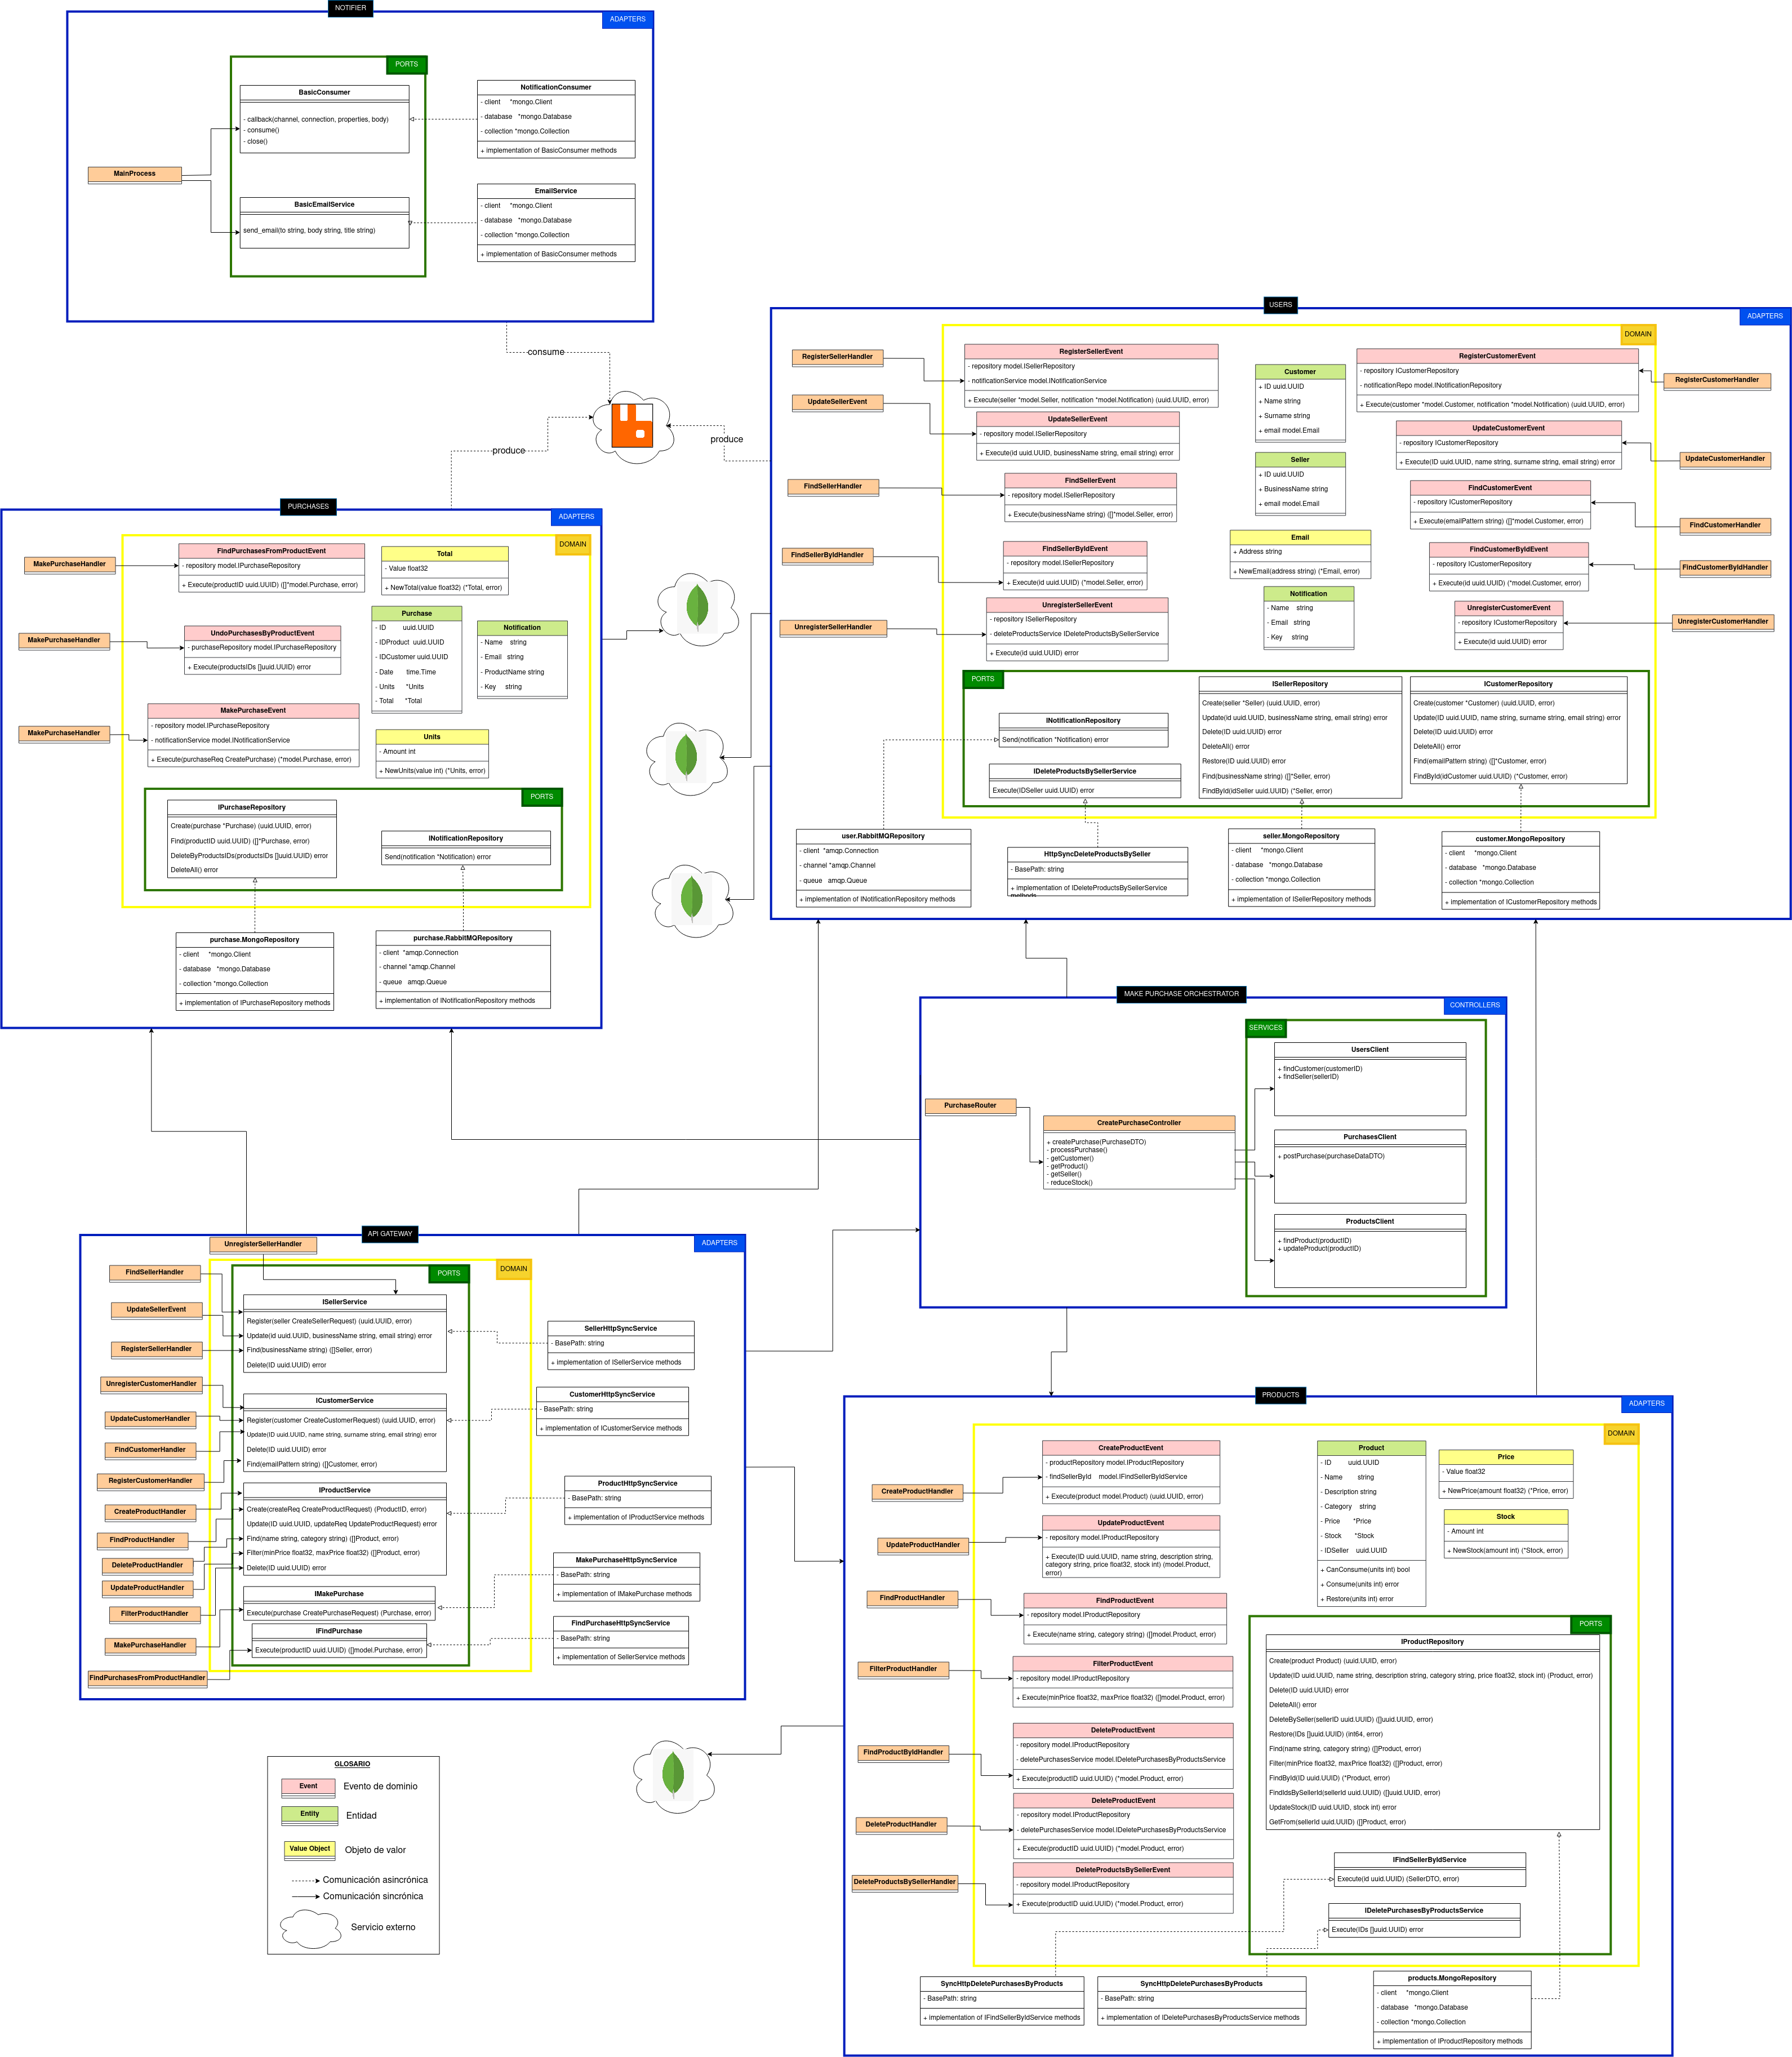 NOTIFIER
ADAPTERS
PORTS
BasicConsumer
- callback(channel, connection, properties, body)
- consume()
- close()
NotificationConsumer
- client *mongo.Client
- database *mongo.Database
- collection *mongo.Collection
+ implementation of BasicConsumer methods
MainProcess
BasicEmailService
send_email(to string, body string, title string)
EmailService
- client *mongo.Client
- database *mongo.Database
- collection *mongo.Collection
+ implementation of BasicConsumer methods
consume
produce
produce
USERS
ADAPTERS
DOMAIN
RegisterSellerHandler
UpdateSellerEvent
FindSellerHandler
FindSellerByIdHandler
UnregisterSellerHandler
RegisterSellerEvent
- repository model.ISellerRepository
- notificationService model.INotificationService
+ Execute(seller *model.Seller, notification *model.Notification) (uuid.UUID, error)
UpdateSellerEvent
- repository model.ISellerRepository
+ Execute(id uuid.UUID, businessName string, email string) error
FindSellerEvent
- repository model.ISellerRepository
+ Execute(businessName string) ([]*model.Seller, error)
FindSellerByIdEvent
- repository model.ISellerRepository
+ Execute(id uuid.UUID) (*model.Seller, error)
UnregisterSellerEvent
- repository ISellerRepository
- deleteProductsService IDeleteProductsBySellerService
+ Execute(id uuid.UUID) error
Customer
+ ID uuid.UUID
+ Name string
+ Surname string
+ email model.Email
Seller
+ ID uuid.UUID
+ BusinessName string
+ email model.Email
Email
+ Address string
+ NewEmail(address string) (*Email, error)
Notification
- Name string
- Email string
- Key string
RegisterCustomerEvent
- repository ICustomerRepository
- notificationRepo model.INotificationRepository
+ Execute(customer *model.Customer, notification *model.Notification) (uuid.UUID, error)
UpdateCustomerEvent
- repository ICustomerRepository
+ Execute(ID uuid.UUID, name string, surname string, email string) error
FindCustomerEvent
- repository ICustomerRepository
+ Execute(emailPattern string) ([]*model.Customer, error)
FindCustomerByIdEvent
- repository ICustomerRepository
+ Execute(id uuid.UUID) (*model.Customer, error)
UnregisterCustomerEvent
- repository ICustomerRepository
+ Execute(id uuid.UUID) error
RegisterCustomerHandler
UpdateCustomerHandler
FindCustomerHandler
FindCustomerByIdHandler
UnregisterCustomerHandler
PORTS
INotificationRepository
Send(notification *Notification) error
IDeleteProductsBySellerService
Execute(IDSeller uuid.UUID) error
ISellerRepository
Create(seller *Seller) (uuid.UUID, error)
Update(id uuid.UUID, businessName string, email string) error
Delete(ID uuid.UUID) error
DeleteAll() error
Restore(ID uuid.UUID) error
Find(businessName string) ([]*Seller, error)
FindById(idSeller uuid.UUID) (*Seller, error)
ICustomerRepository
Create(customer *Customer) (uuid.UUID, error)
Update(ID uuid.UUID, name string, surname string, email string) error
Delete(ID uuid.UUID) error
DeleteAll() error
Find(emailPattern string) ([]*Customer, error)
FindById(idCustomer uuid.UUID) (*Customer, error)
user.RabbitMQRepository
- client *amqp.Connection
- channel *amqp.Channel
- queue amqp.Queue
+ implementation of INotificationRepository methods
HttpSyncDeleteProductsBySeller
- BasePath: string
+ implementation of IDeleteProductsBySellerService
methods
seller.MongoRepository
- client *mongo.Client
- database *mongo.Database
- collection *mongo.Collection
+ implementation of ISellerRepository methods
customer.MongoRepository
- client *mongo.Client
- database *mongo.Database
- collection *mongo.Collection
+ implementation of ICustomerRepository methods
PURCHASES
ADAPTERS
DOMAIN
MakePurchaseHandler
MakePurchaseHandler
MakePurchaseHandler
FindPurchasesFromProductEvent
- repository model.IPurchaseRepository
+ Execute(productID uuid.UUID) ([]*model.Purchase, error)
UndoPurchasesByProductEvent
- purchaseRepository model.IPurchaseRepository
+ Execute(productsIDs []uuid.UUID) error
MakePurchaseEvent
- repository model.IPurchaseRepository
- notificationService model.INotificationService
+ Execute(purchaseReq CreatePurchase) (*model.Purchase, error)
Total
- Value float32
+ NewTotal(value float32) (*Total, error)
Purchase
- ID uuid.UUID
- IDProduct uuid.UUID
- IDCustomer uuid.UUID
- Date time.Time
- Units *Units
- Total *Total
Notification
- Name string
- Email string
- ProductName string
- Key string
Units
- Amount int
+ NewUnits(value int) (*Units, error)
PORTS
IPurchaseRepository
Create(purchase *Purchase) (uuid.UUID, error)
Find(productID uuid.UUID) ([]*Purchase, error)
DeleteByProductsIDs(productsIDs []uuid.UUID) error
DeleteAll() error
INotificationRepository
Send(notification *Notification) error
purchase.MongoRepository
- client *mongo.Client
- database *mongo.Database
- collection *mongo.Collection
+ implementation of IPurchaseRepository methods
purchase.RabbitMQRepository
- client *amqp.Connection
- channel *amqp.Channel
- queue amqp.Queue
+ implementation of INotificationRepository methods
MAKE PURCHASE ORCHESTRATOR
CONTROLLERS
SERVICES
PurchaseRouter
CreatePurchaseController
+ createPurchase(PurchaseDTO)
- processPurchase()
- getCustomer()
- getProduct()
- getSeller()
- reduceStock()
UsersClient
+ findCustomer(customerID)
+ findSeller(sellerID)
PurchasesClient
+ postPurchase(purchaseDataDTO)
ProductsClient
+ findProduct(productID)
+ updateProduct(productID)
API GATEWAY
ADAPTERS
DOMAIN
PORTS
UnregisterSellerHandler
FindSellerHandler
UpdateSellerEvent
RegisterSellerHandler
UnregisterCustomerHandler
UpdateCustomerHandler
FindCustomerHandler
RegisterCustomerHandler
CreateProductHandler
FindProductHandler
DeleteProductHandler
UpdateProductHandler
FilterProductHandler
MakePurchaseHandler
FindPurchasesFromProductHandler
ISellerService
Register(seller CreateSellerRequest) (uuid.UUID, error)
Update(id uuid.UUID, businessName string, email string) error
Find(businessName string) ([]Seller, error)
Delete(ID uuid.UUID) error
ICustomerService
Register(customer CreateCustomerRequest) (uuid.UUID, error)
Update(ID uuid.UUID, name string, surname string, email string) error
Delete(ID uuid.UUID) error
Find(emailPattern string) ([]Customer, error)
IProductService
Create(createReq CreateProductRequest) (ProductID, error)
Update(ID uuid.UUID, updateReq UpdateProductRequest) error
Find(name string, category string) ([]Product, error)
Filter(minPrice float32, maxPrice float32) ([]Product, error)
Delete(ID uuid.UUID) error
IMakePurchase
Execute(purchase CreatePurchaseRequest) (Purchase, error)
IFindPurchase
Execute(productID uuid.UUID) ([]model.Purchase, error)
SellerHttpSyncService
- BasePath: string
+ implementation of ISellerService methods
CustomerHttpSyncService
- BasePath: string
+ implementation of ICustomerService methods
ProductHttpSyncService
- BasePath: string
+ implementation of IProductService methods
MakePurchaseHttpSyncService
- BasePath: string
+ implementation of IMakePurchase methods
FindPurchaseHttpSyncService
- BasePath: string
+ implementation of SellerService methods
PRODUCTS
ADAPTERS
DOMAIN
CreateProductHandler
UpdateProductHandler
FindProductHandler
FilterProductHandler
FindProductByIdHandler
DeleteProductHandler
DeleteProductsBySellerHandler
CreateProductEvent
- productRepository model.IProductRepository
- findSellerById model.IFindSellerByIdService
+ Execute(product model.Product) (uuid.UUID, error)
UpdateProductEvent
- repository model.IProductRepository
+ Execute(ID uuid.UUID, name string, description string,
category string, price float32, stock int) (model.Product,
error)
FindProductEvent
- repository model.IProductRepository
+ Execute(name string, category string) ([]model.Product, error)
FilterProductEvent
- repository model.IProductRepository
+ Execute(minPrice float32, maxPrice float32) ([]model.Product, error)
DeleteProductEvent
- repository model.IProductRepository
- deletePurchasesService model.IDeletePurchasesByProductsService
+ Execute(productID uuid.UUID) (*model.Product, error)
DeleteProductEvent
- repository model.IProductRepository
- deletePurchasesService model.IDeletePurchasesByProductsService
+ Execute(productID uuid.UUID) (*model.Product, error)
DeleteProductsBySellerEvent
- repository model.IProductRepository
+ Execute(productID uuid.UUID) (*model.Product, error)
Product
- ID uuid.UUID
- Name string
- Description string
- Category string
- Price *Price
- Stock *Stock
- IDSeller uuid.UUID
+ CanConsume(units int) bool
+ Consume(units int) error
+ Restore(units int) error
Price
- Value float32
+ NewPrice(amount float32) (*Price, error)
Stock
- Amount int
+ NewStock(amount int) (*Stock, error)
PORTS
IProductRepository
Create(product Product) (uuid.UUID, error)
Update(ID uuid.UUID, name string, description string, category string, price float32, stock int) (Product, error)
Delete(ID uuid.UUID) error
DeleteAll() error
DeleteBySeller(sellerID uuid.UUID) ([]uuid.UUID, error)
Restore(IDs []uuid.UUID) (int64, error)
Find(name string, category string) ([]Product, error)
Filter(minPrice float32, maxPrice float32) ([]Product, error)
FindById(ID uuid.UUID) (*Product, error)
FindIdsBySellerId(sellerId uuid.UUID) ([]uuid.UUID, error)
UpdateStock(ID uuid.UUID, stock int) error
GetFrom(sellerId uuid.UUID) ([]Product, error)
IFindSellerByIdService
Execute(id uuid.UUID) (SellerDTO, error)
IDeletePurchasesByProductsService
Execute(IDs []uuid.UUID) error
SyncHttpDeletePurchasesByProducts
- BasePath: string
+ implementation of IFindSellerByIdService methods
SyncHttpDeletePurchasesByProducts
- BasePath: string
+ implementation of IDeletePurchasesByProductsService methods
products.MongoRepository
- client *mongo.Client
- database *mongo.Database
- collection *mongo.Collection
+ implementation of IProductRepository methods
GLOSARIO
Event
Evento de dominio
Entity
Entidad
Value Object
Objeto de valor
Comunicación asincrónica
Comunicación sincrónica
Servicio externo